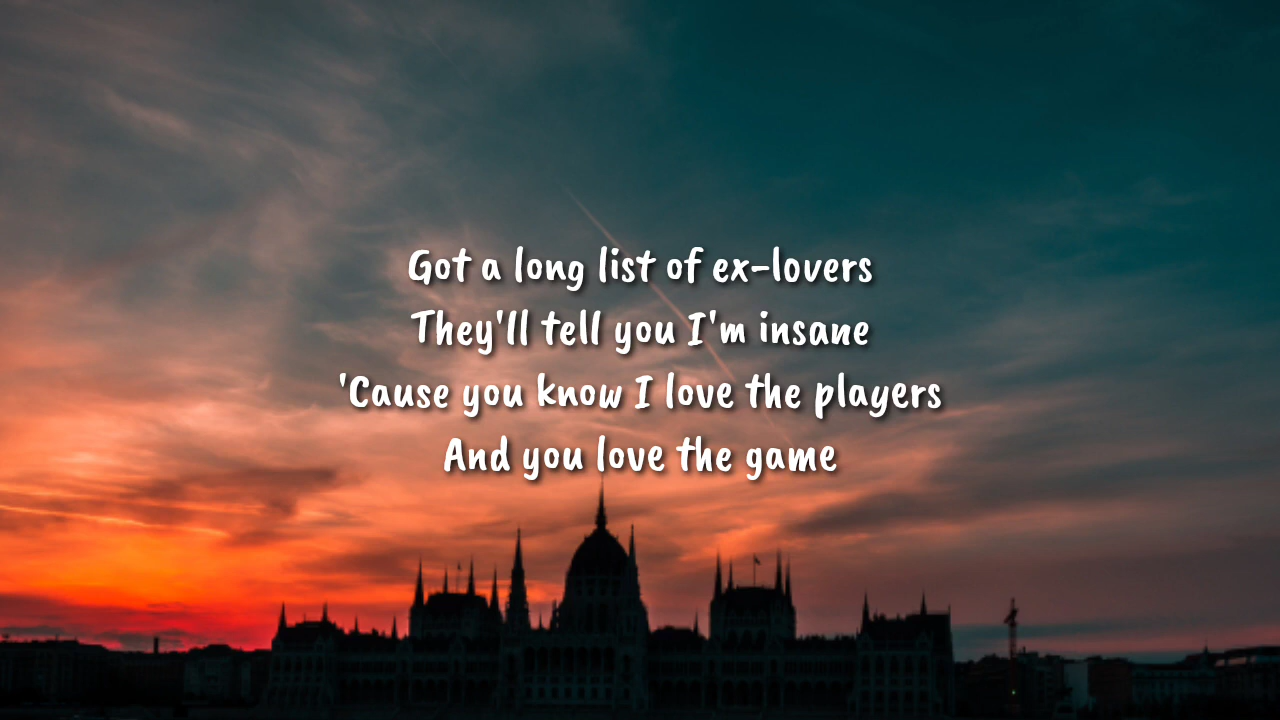 Got a long list of ex-lovers
They'll tell you I'm insane
'Cause you know I love the players
And you love the game